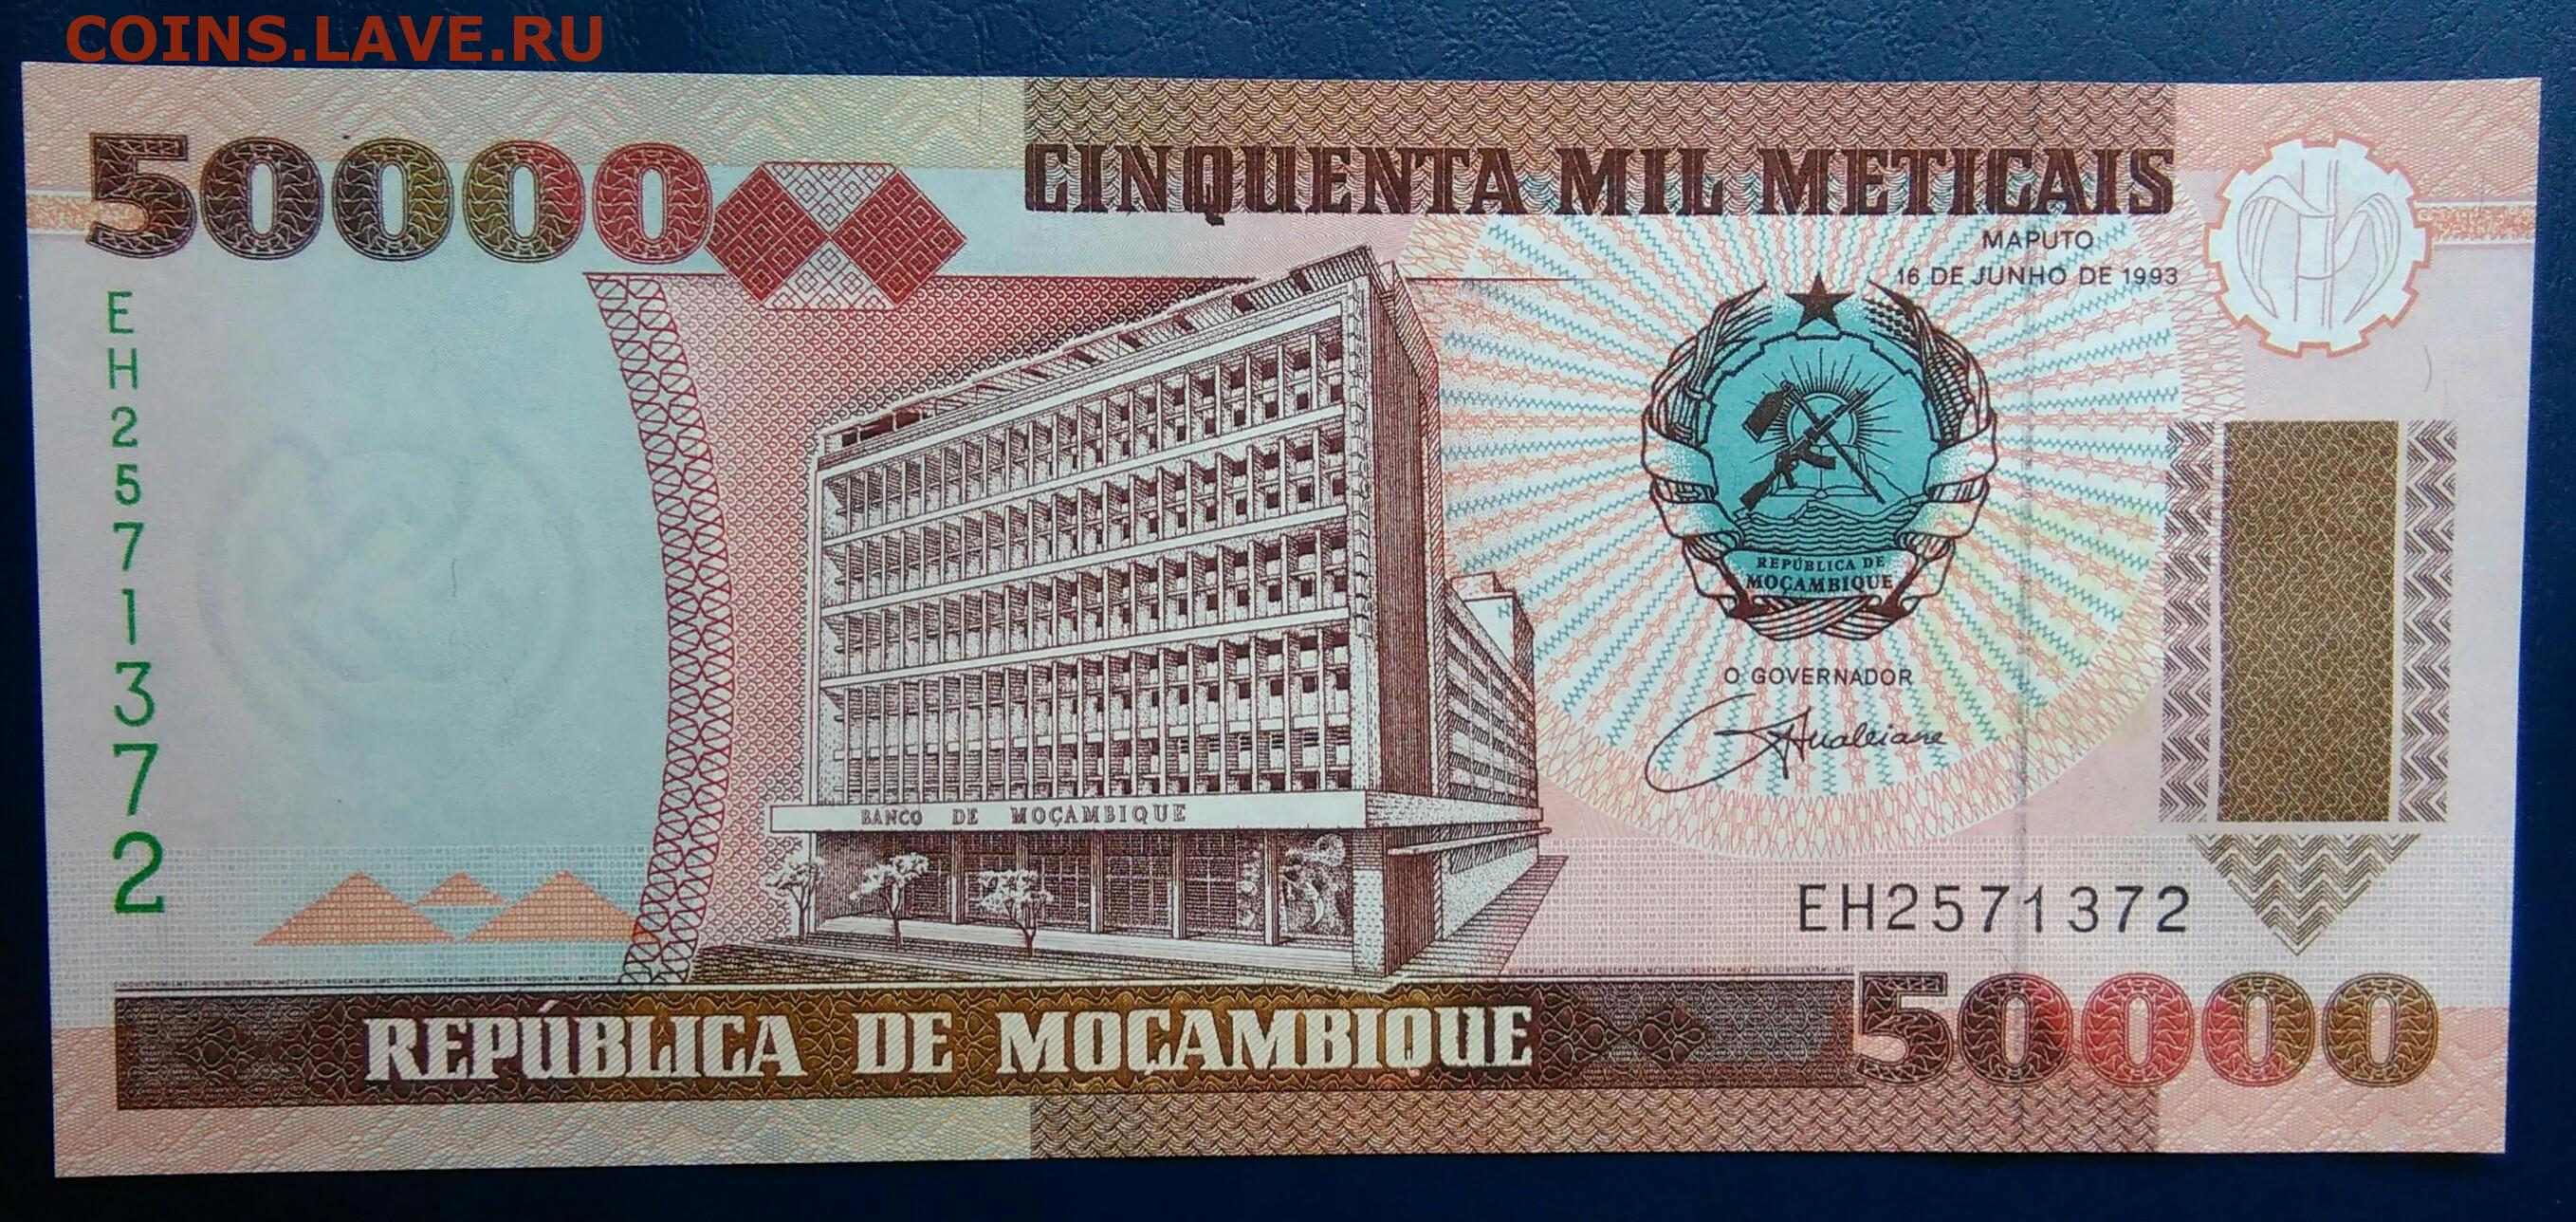 COINS.LAVE.RU
50000
CINQUENTA MIL METICAIS
MAPUTO
16 DE JUNHO DE 1993
EH2571372
REPÚBLICA DE
MOÇAMBIQUE
O GOVERNADOR
BANCO DE MOÇAMBIQUE
EH2571372
REPÚBLICA DE MOÇAMBIQUE
50000